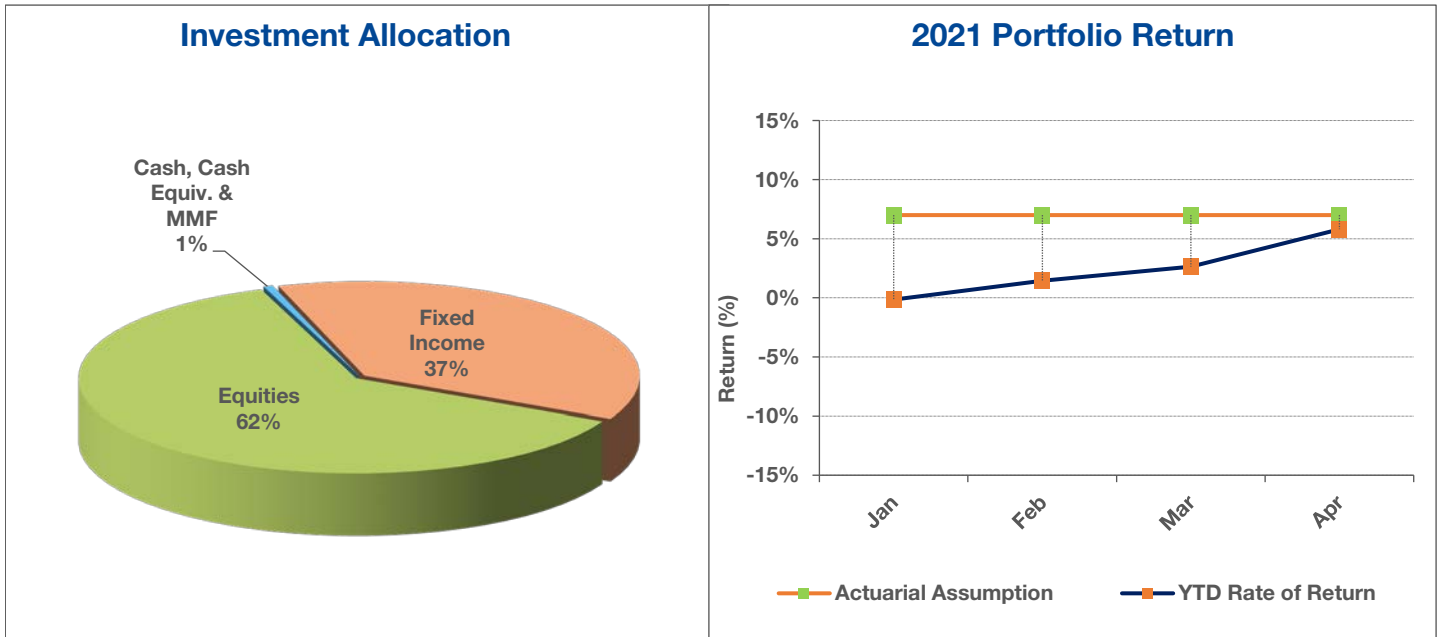 Investment Allocation
Cash, Cash
Equiv. &
MMF
1%
Fixed
Income
37%
Equities
62%
2021 Portfolio Return
15%
10%
5%
0%
-5%
-10%
-15%
Return (%)
Jan
Feb
Mar
Apr
Actuarial Assumption
YTD Rate of Return